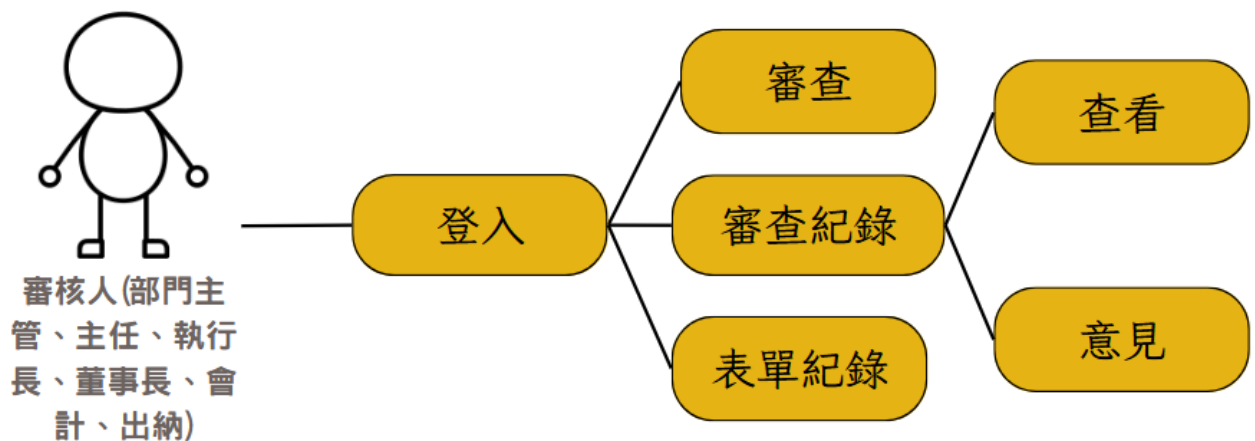 審查
查看
登入
審查紀錄
審核人(部門主
管、主任、執行
長、董事長、會
計、出納)
意見
表單紀錄